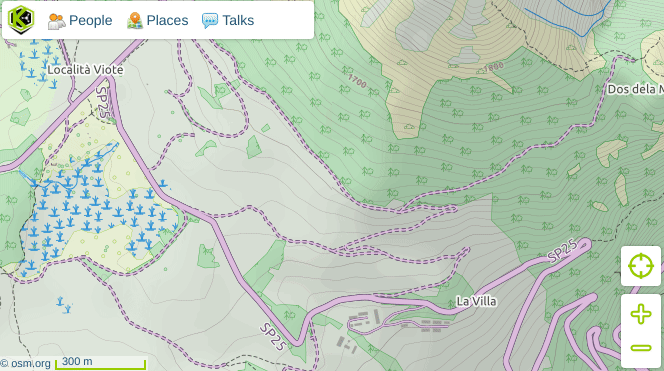 People Places Talks
Località Viote
SP25
1700
1800
Dos dela M
SP25
La Villa
SP25
© osm.org 300 m